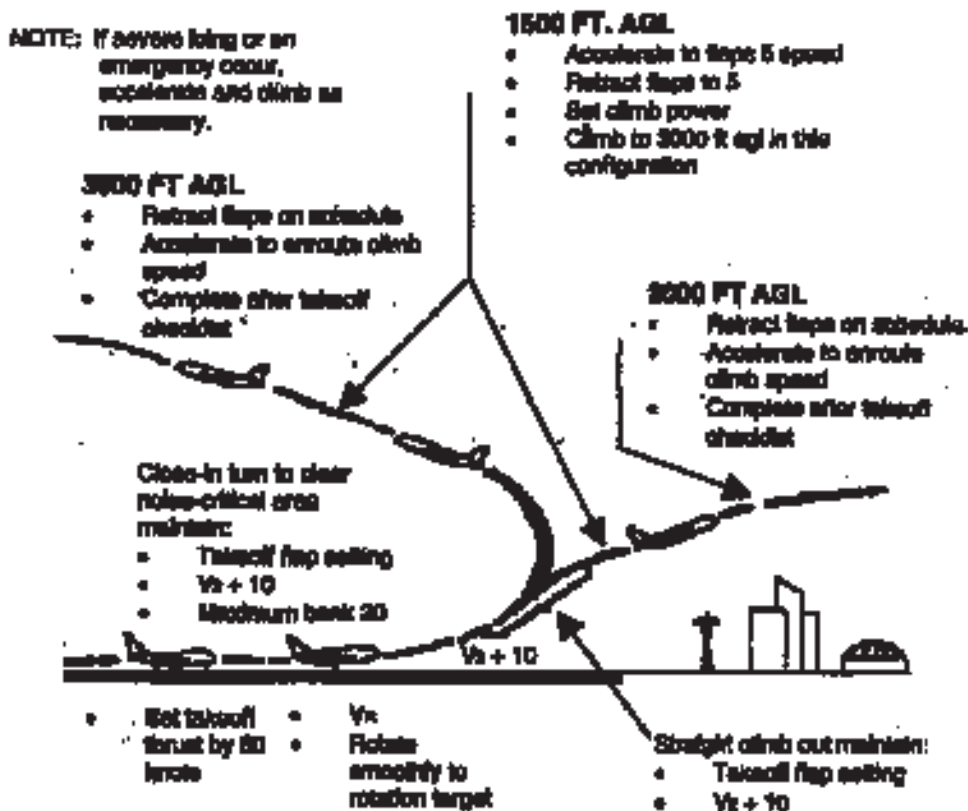 NOTE: If severe icing or an
emergency occur,
accelerate and climb as
necessary.
1500 FT. AGL
• Accelerate to flaps 5 speed
• Retract flaps to 5
• Set climb power
• Climb to 3000 ft agl in this
configuration
3000 FT AGL
• Retract flaps on schedule
• Accelerate to enroute climb
speed
• Complete after takeoff
checklist
3000 FT AGL
• Retract flaps on schedule
• Accelerate to enroute
climb speed
• Complete after takeoff
checklist
Close-in turn to clear
noise-critical area
maintain:
• Takeoff flap setting
• V2 + 10
• Maximum bank 20
V2 + 10
• Set takeoff
thrust by 60
knots
• VR
• Rotate
smoothly to
rotation target
Straight climb out maintain:
• Takeoff flap setting
• V2 + 10